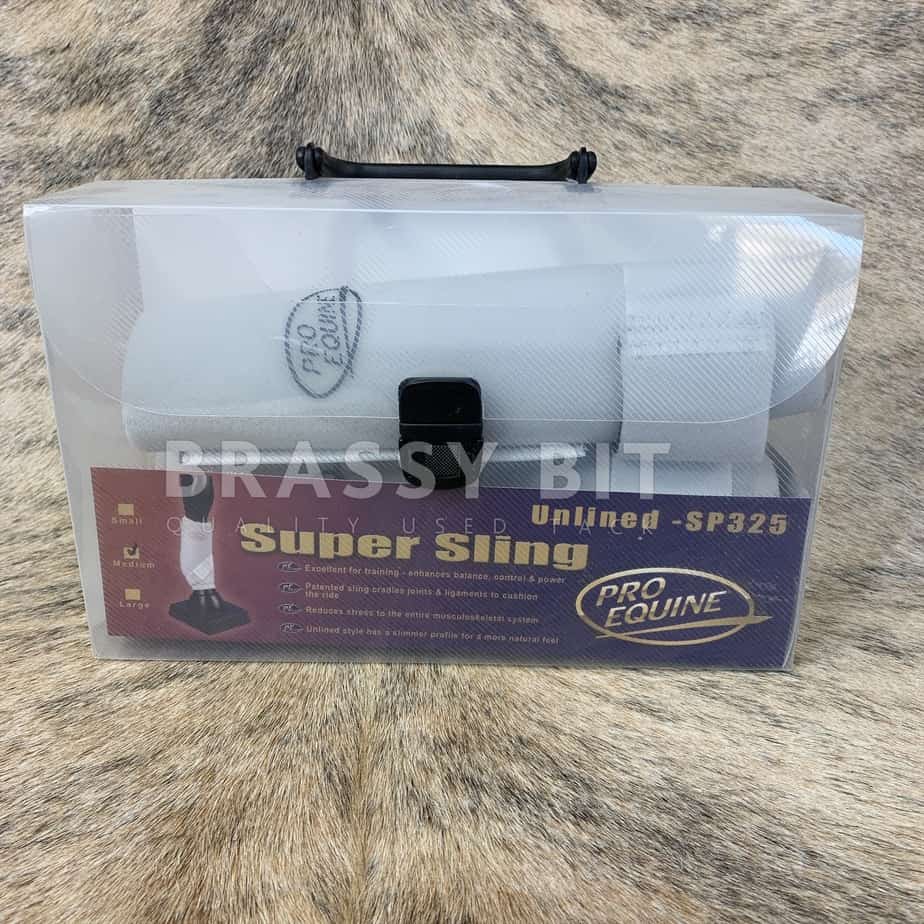 PRO
EQUINE
BRASSY BIT
QUALITY USED TACK
Unlined -SP325
Super Sling
Small
Medium
Large
Excellent for training - enhances balance, control & power
Patented sling cradles joints & ligaments to cushion
the ride
Reduces stress to the entire musculoskeletal system
Unlined style has a slimmer profile for a more natural feel
PRO
EQUINE